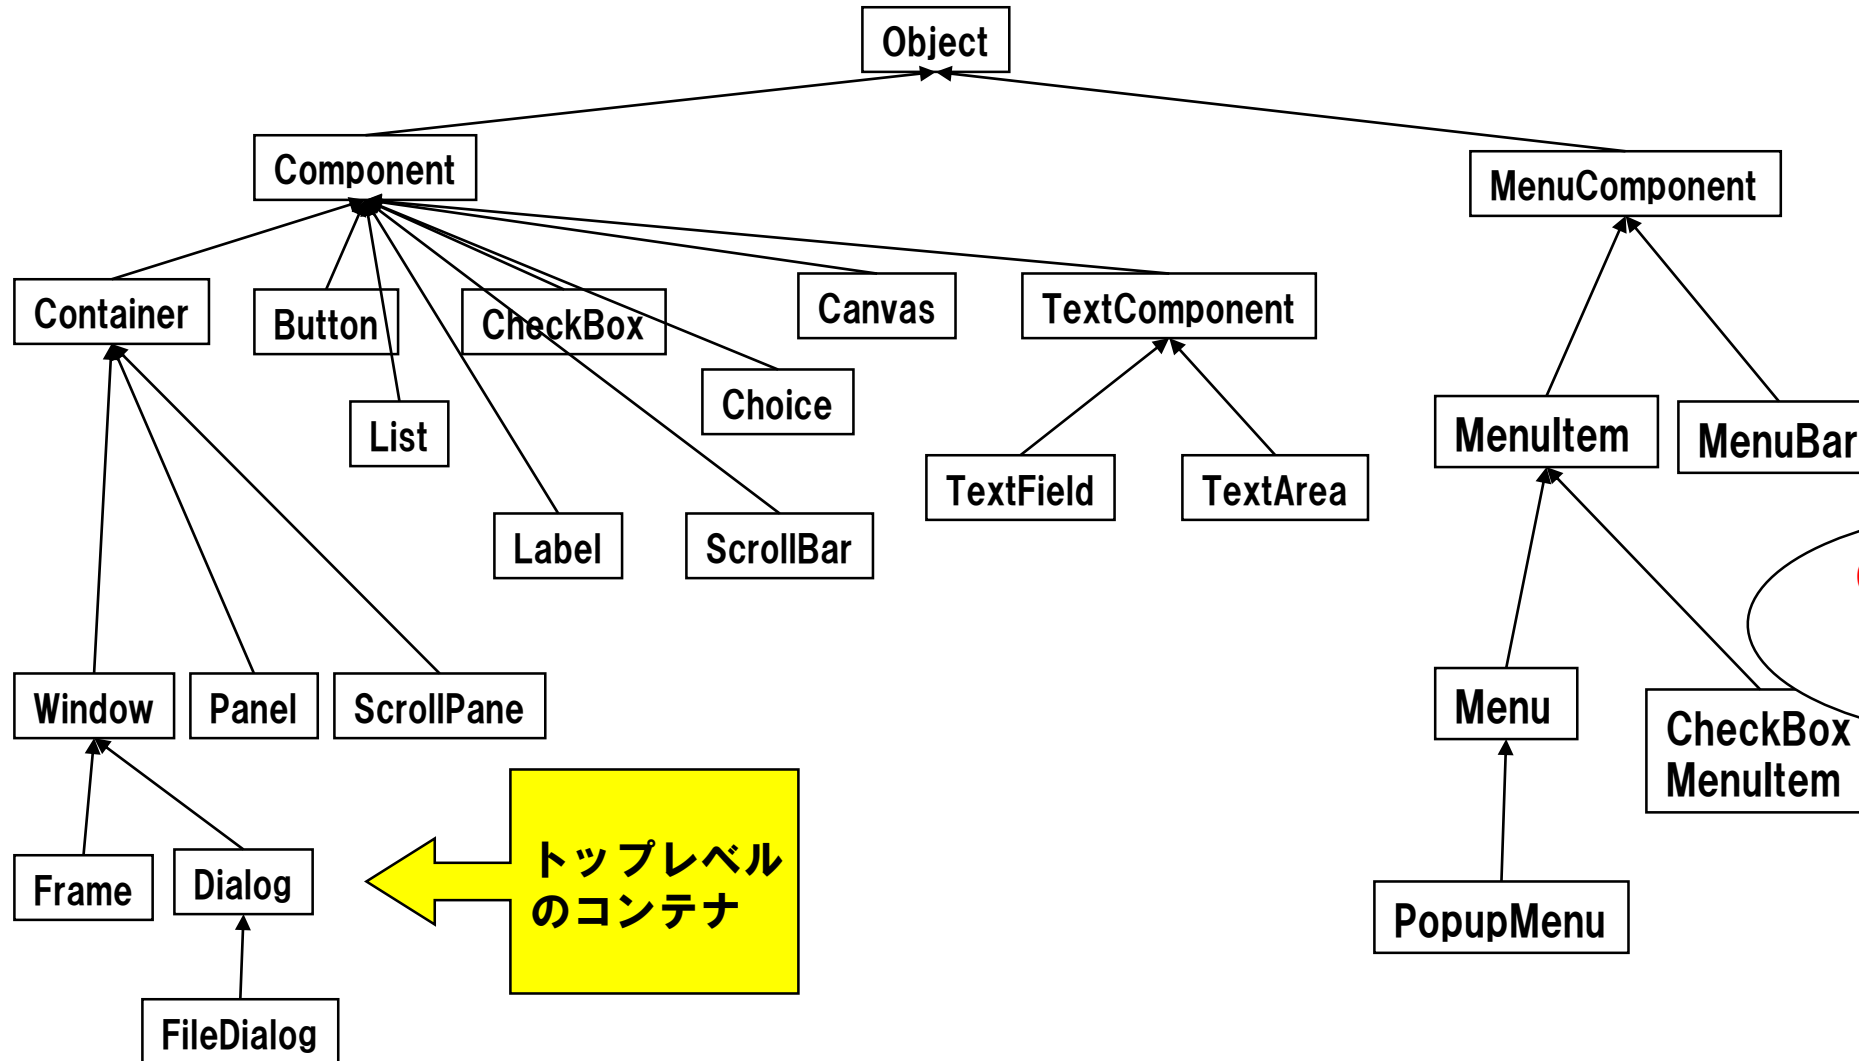 Object
Component
MenuComponent
Container
Button
CheckBox
Canvas
TextComponent
List
Choice
MenuItem
MenuBar
TextField
TextArea
Label
ScrollBar
Window
Panel
ScrollPane
Menu
CheckBox
MenuItem
Frame
Dialog
トップレベル
のコンテナ
PopupMenu
FileDialog